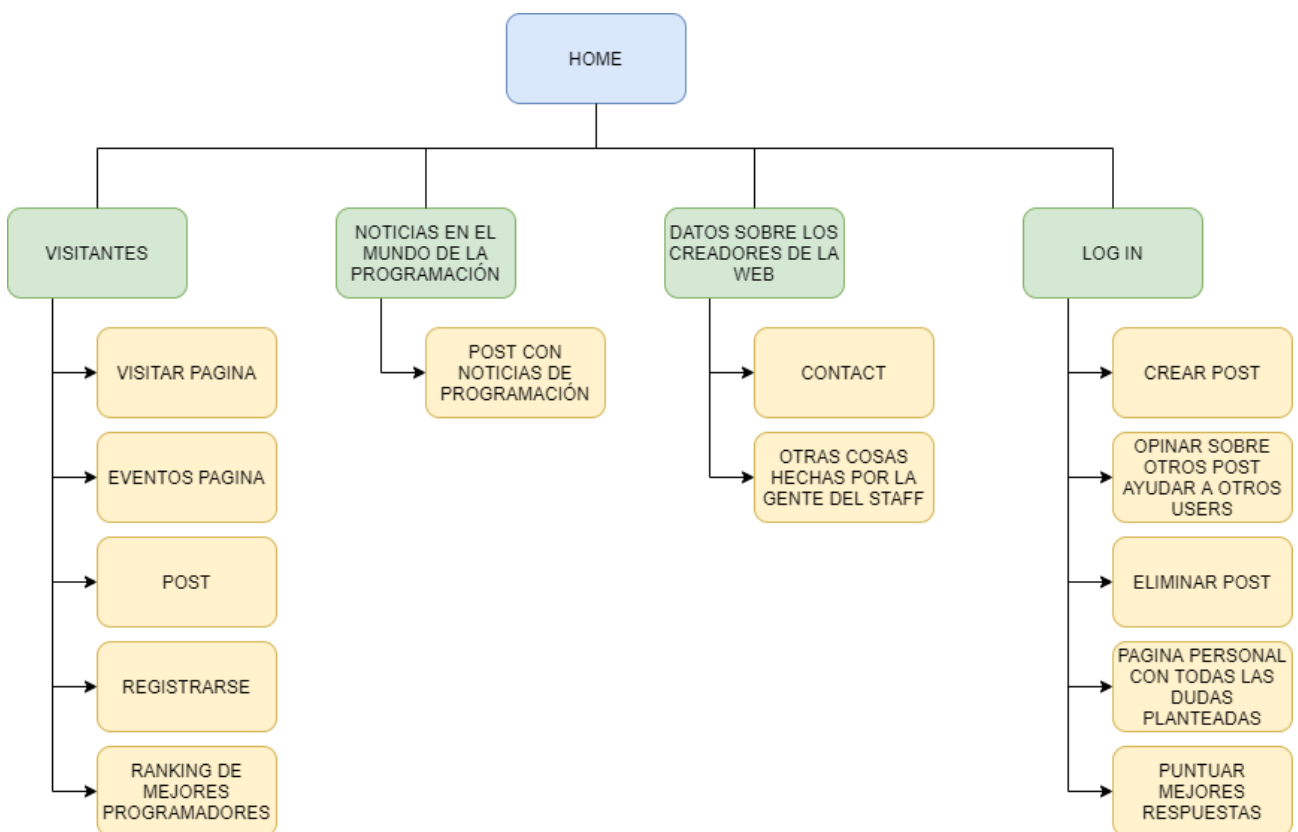 HOME
VISITANTES
NOTICIAS EN EL
MUNDO DE LA
PROGRAMACIÓN
DATOS SOBRE LOS
CREADORES DE LA
WEB
LOG IN
VISITAR PAGINA
EVENTOS PAGINA
POST
REGISTRARSE
RANKING DE
MEJORES
PROGRAMADORES
POST CON
NOTICIAS DE
PROGRAMACIÓN
CONTACT
OTRAS COSAS
HECHAS POR LA
GENTE DEL STAFF
CREAR POST
OPINAR SOBRE
OTROS POST
AYUDAR A OTROS
USERS
ELIMINAR POST
PAGINA PERSONAL
CON TODAS LAS
DUDAS
PLANTEADAS
PUNTUAR
MEJORES
RESPUESTAS